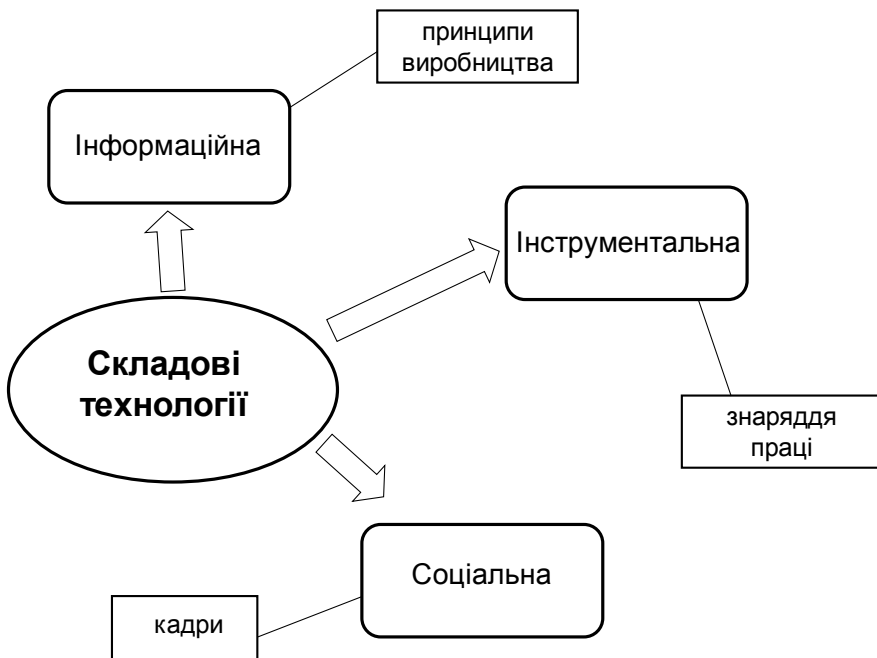 принципи
виробництва
Інформаційна
Інструментальна
Складові
технології
знаряддя
праці
Соціальна
кадри